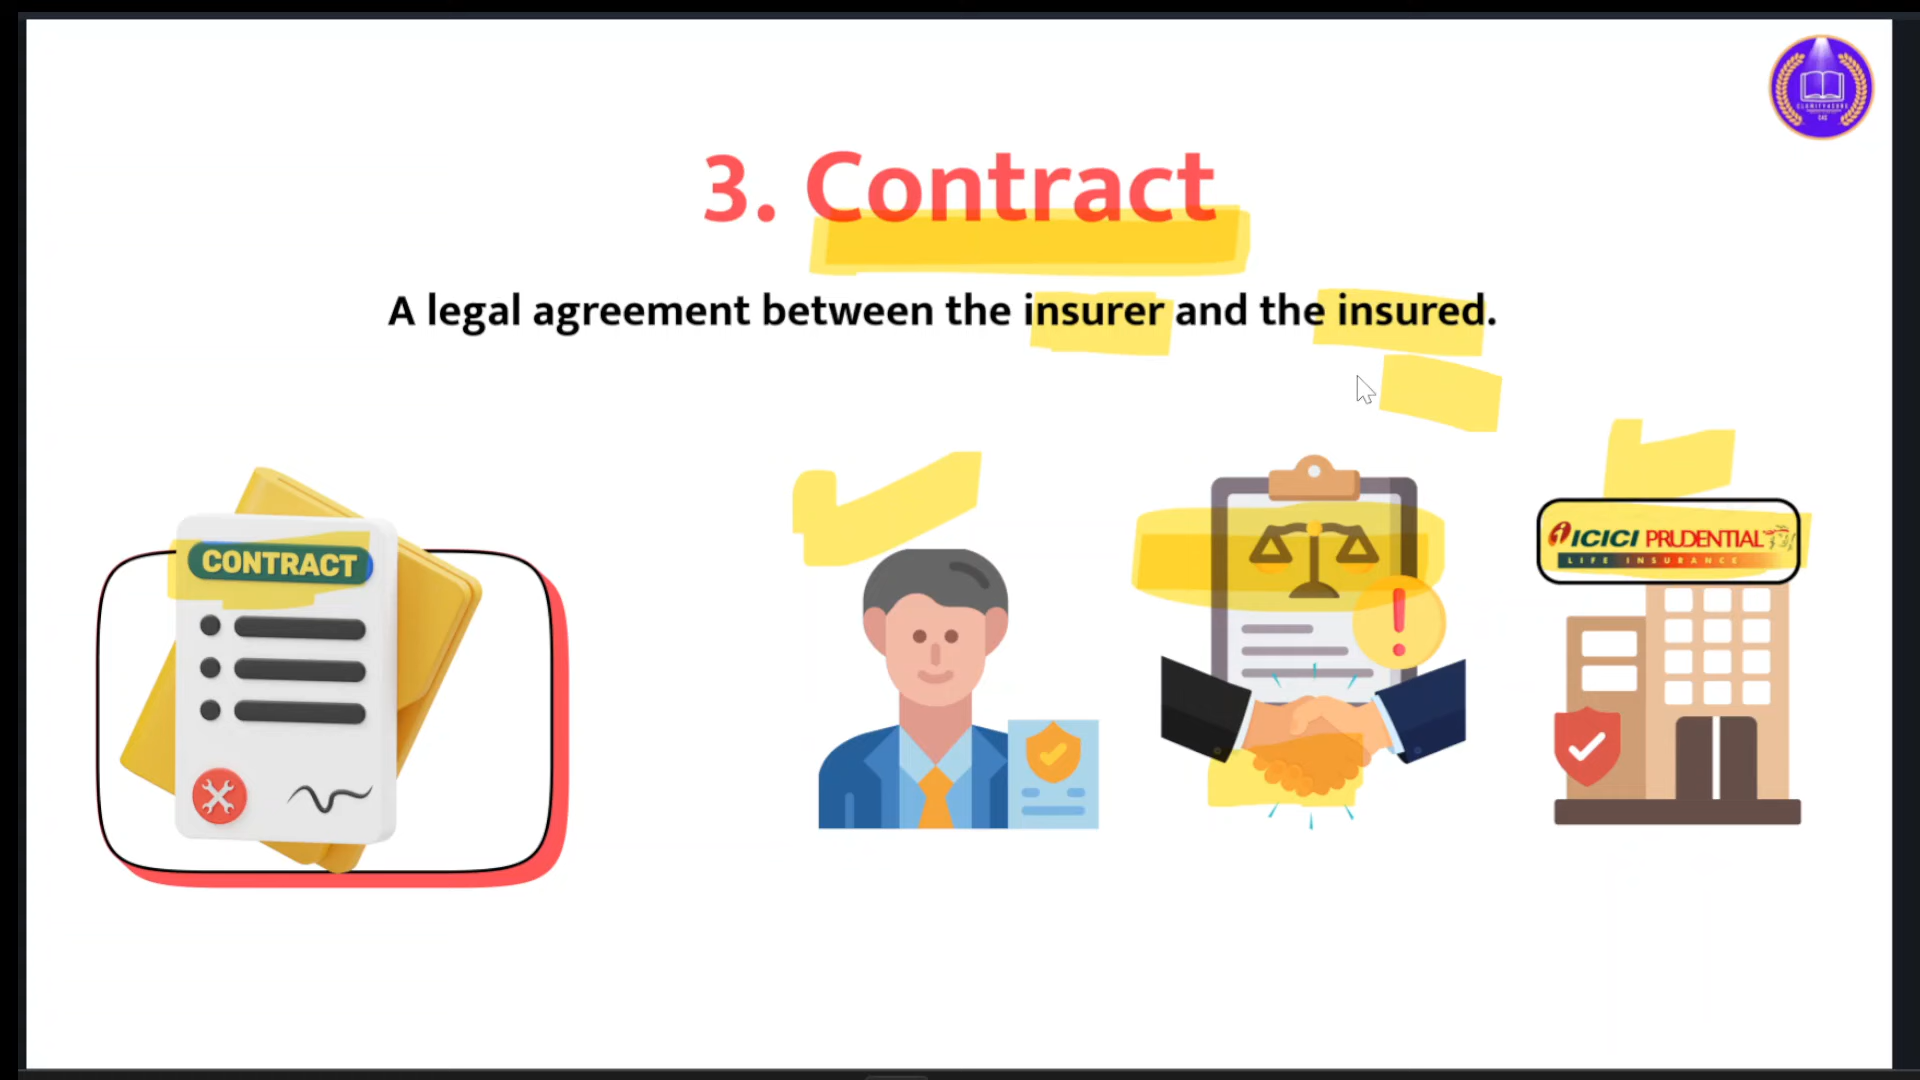 3. Contract
A legal agreement between the insurer and the insured.
CONTRACT
ICICI PRUDENTIAL
LIFE INSURANCE